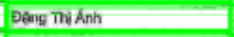 Đặng Thị Ánh